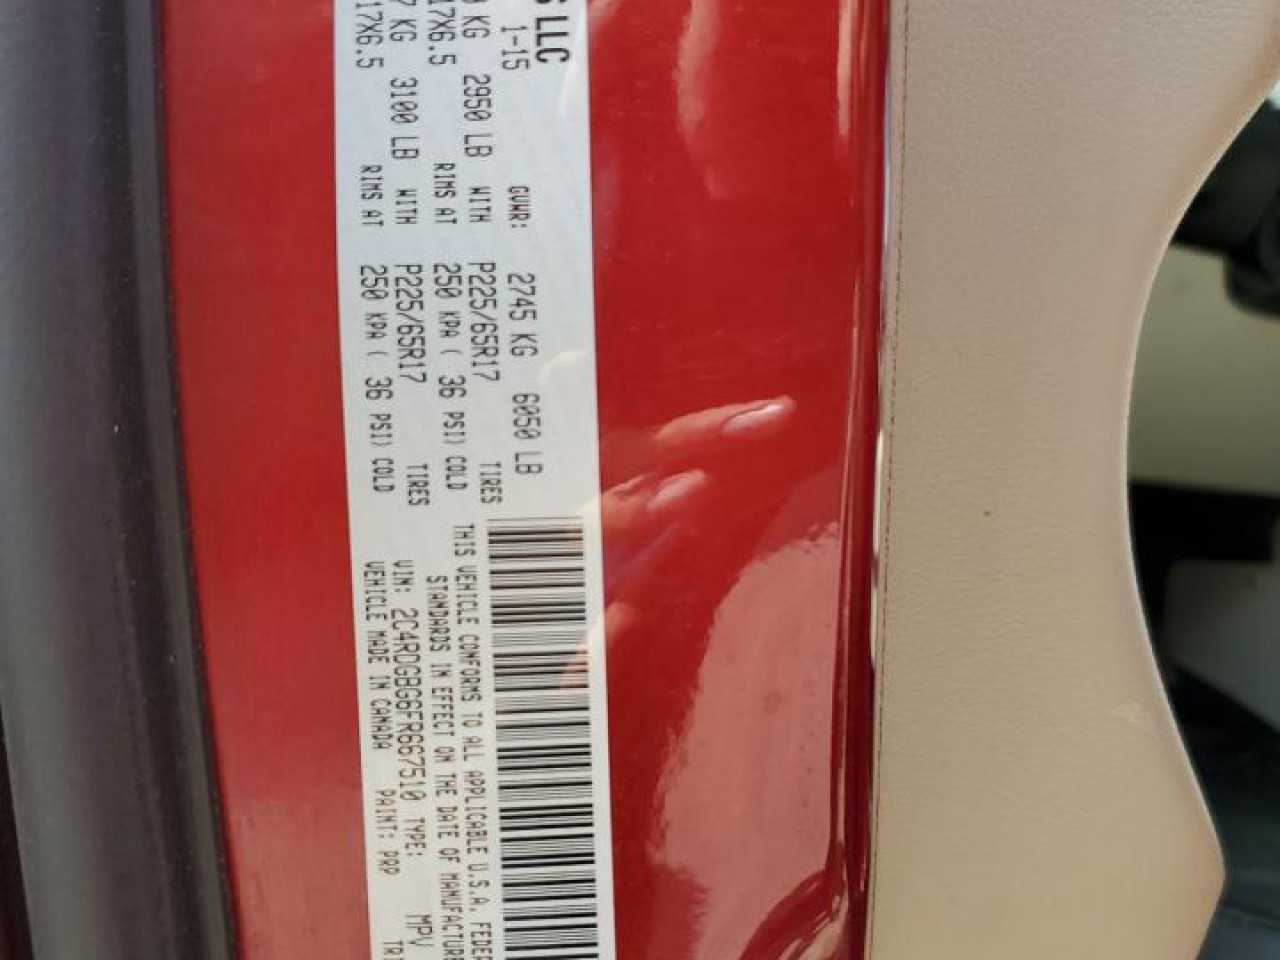 S LLC
1-15 GVWR: 2745 KG 6050 LB
KG 2950 LB WITH P225/65R17 TIRES
17X6.5 RIMS AT 250 KPA ( 36 PSI) COLD
7 KG 3100 LB WITH P225/65R17 TIRES
17X6.5 RIMS AT 250 KPA ( 36 PSI) COLD
THIS VEHICLE CONFORMS TO ALL APPLICABLE U.S.A. FEDER
STANDARDS IN EFFECT ON THE DATE OF MANUFACTURE
VIN: 2C4RDGBG6FR667510 TYPE: MPV
VEHICLE MADE IN CANADA PAINT: PRP TRI